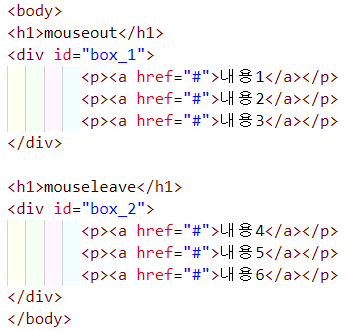 <body>
<h1>mouseout</h1>
<div id="box_1">
<p><a href="#">내용1</a></p>
<p><a href="#">내용2</a></p>
<p><a href="#">내용3</a></p>
</div>
<h1>mouseleave</h1>
<div id="box_2">
<p><a href="#">내용4</a></p>
<p><a href="#">내용5</a></p>
<p><a href="#">내용6</a></p>
</div>
</body>